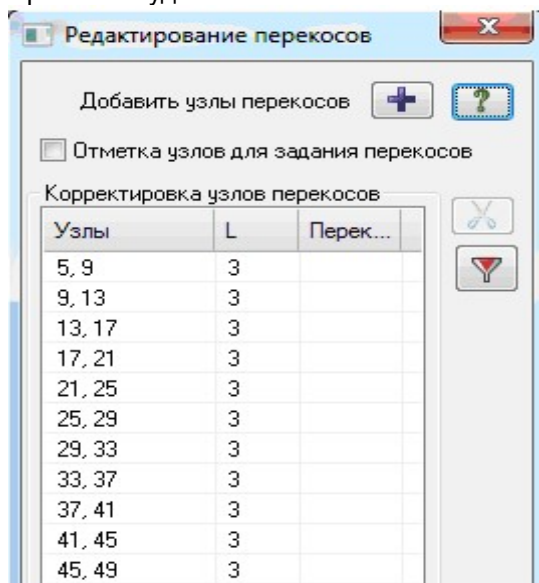 Редактирование перекосов
Добавить узлы перекосов
Отметка узлов для задания перекосов
Корректировка узлов перекосов
Узлы L Перек...
5, 9 3
9, 13 3
13, 17 3
17, 21 3
21, 25 3
25, 29 3
29, 33 3
33, 37 3
37, 41 3
41, 45 3
45, 49 3